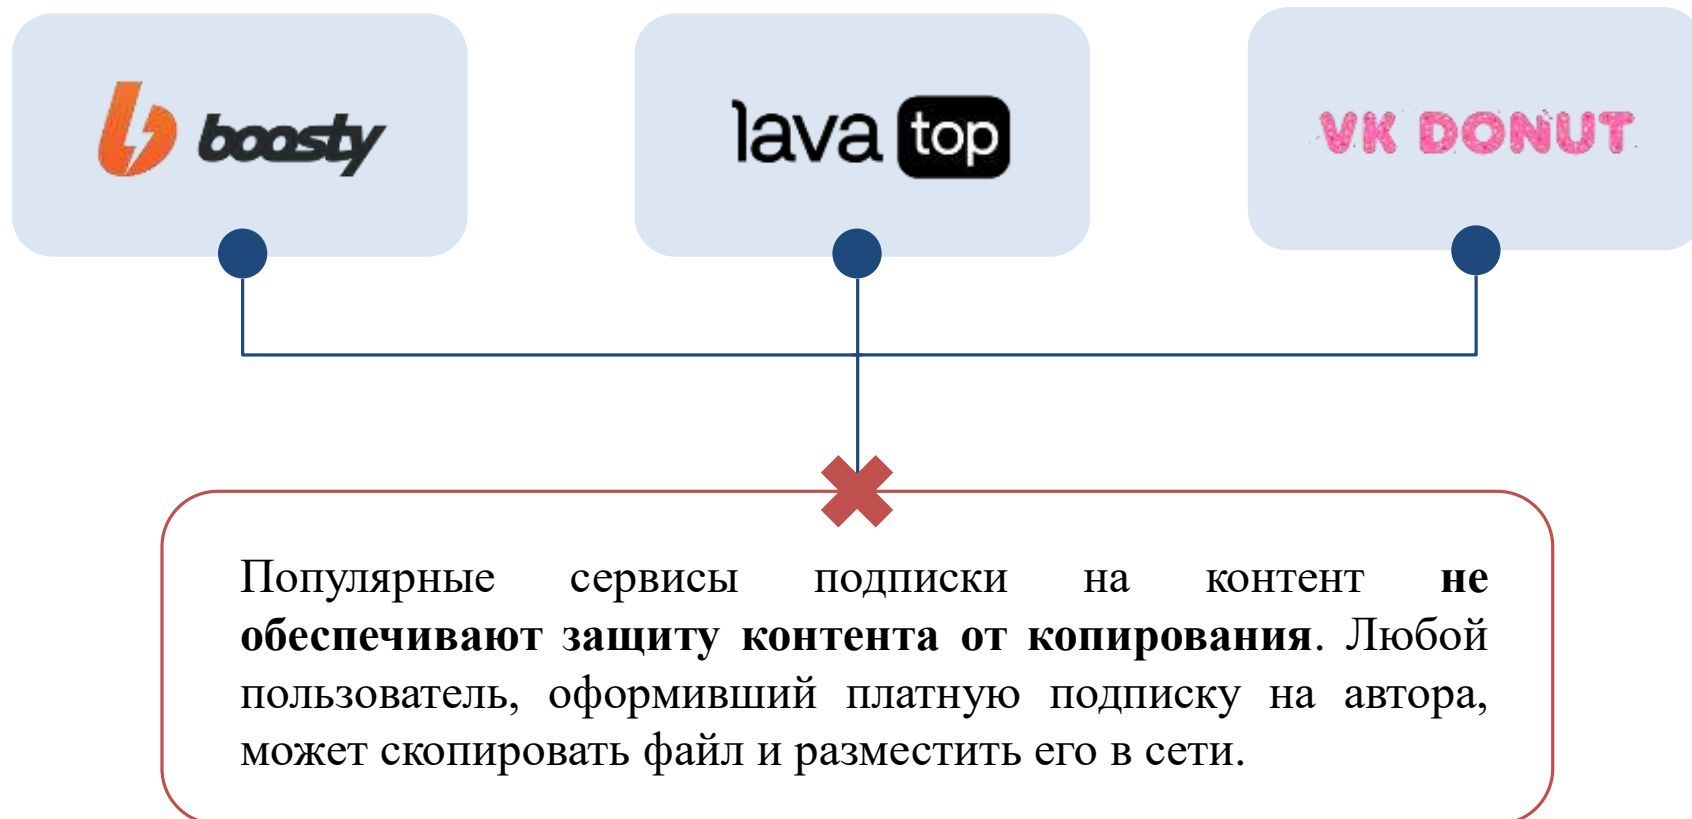 boosty
lava top
VK DONUT
Популярные сервисы подписки на контент не
обеспечивают защиту контента от копирования. Любой
пользователь, оформивший платную подписку на автора,
может скопировать файл и разместить его в сети.